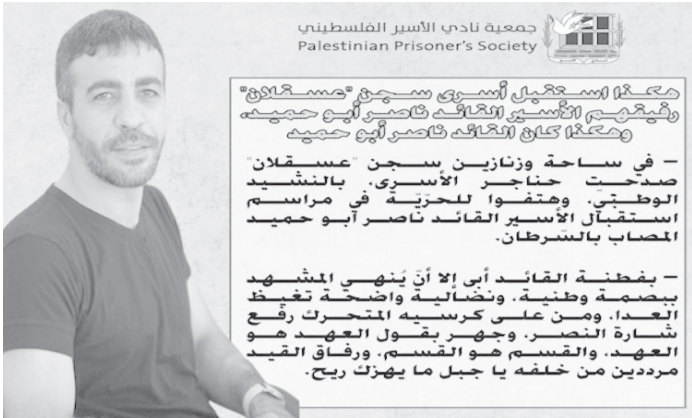 جمعية نادي الأسير الفلسطيني
Palestinian Prisoner's Society
هكذا استقبل أسرى سجن "عسقلان"
رفيقهم الأسير القائد ناصر أبو حميد،
وهكذا كان القائد ناصر أبو حميد
– في ساحة وزنازين سجن "عسقلان"
صدحت حناجر الأسرى، بالنشيد
الوطنّي، وهتفوا للحرّية في مراسم
استقبال الأسير القائد ناصر أبو حميد
المصاب بالسّرطان.
– بفطنة القائد أبى إلا أنّ يُنهي المشهد
ببصمة وطنية، ونضالية واضحة تغيظ
العدا، ومن على كرسيه المتحرك رفع
شارة النصر، وجهر بقول العهد هو
العهد، والقسم هو القسم، ورفاق القيد
مرددين من خلفه يا جبل ما يهزك ريح.